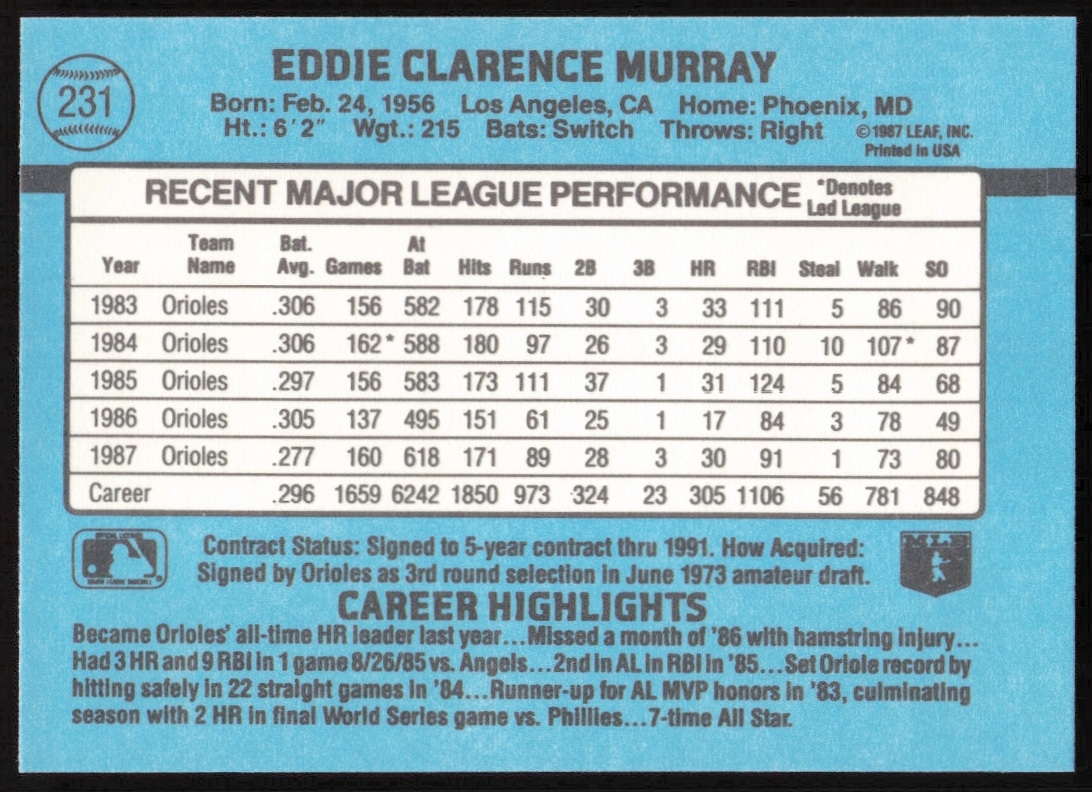 231
EDDIE CLARENCE MURRAY
Born: Feb. 24, 1956 Los Angeles, CA Home: Phoenix, MD
Ht.: 6'2" Wgt.: 215 Bats: Switch Throws: Right ©1987 LEAF, INC.
Printed in USA
RECENT MAJOR LEAGUE PERFORMANCE *Denotes
Led League
Year Team Name Bat. Avg. Games At Bat Hits Runs 2B 3B HR RBI Steal Walk SO
1983 Orioles .306 156 582 178 115 30 3 33 111 5 86 90
1984 Orioles .306 162* 588 180 97 26 3 29 110 10 107* 87
1985 Orioles .297 156 583 173 111 37 1 31 124 5 84 68
1986 Orioles .305 137 495 151 61 25 1 17 84 3 78 49
1987 Orioles .277 160 618 171 89 28 3 30 91 1 73 80
Career .296 1659 6242 1850 973 324 23 305 1106 56 781 848
Contract Status: Signed to 5-year contract thru 1991. How Acquired:
Signed by Orioles as 3rd round selection in June 1973 amateur draft.
MLB
CAREER HIGHLIGHTS
Became Orioles' all-time HR leader last year...Missed a month of '86 with hamstring injury...
Had 3 HR and 9 RBI in 1 game 8/26/85 vs. Angels...2nd in AL in RBI in '85...Set Oriole record by
hitting safely in 22 straight games in '84...Runner-up for AL MVP honors in '83, culminating
season with 2 HR in final World Series game vs. Phillies...7-time All Star.